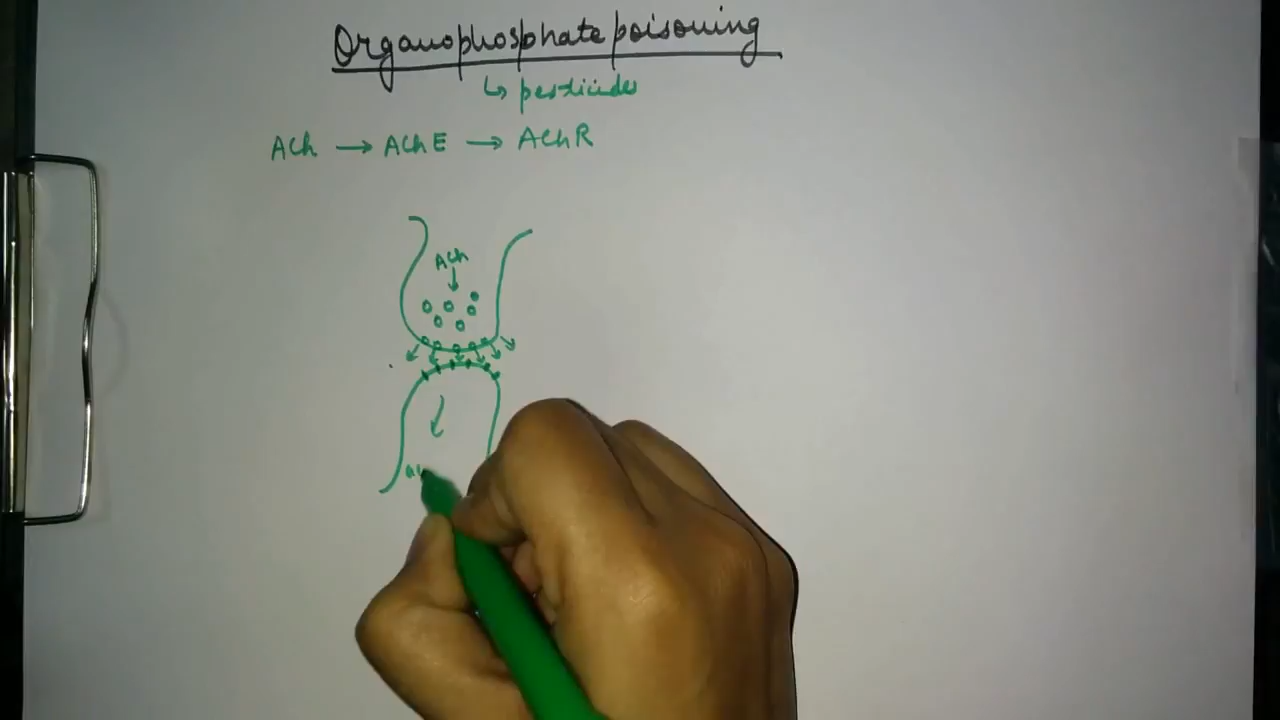 Organophosphate poisoning
↳ pesticides
ACh → AChE → AChR
ACh